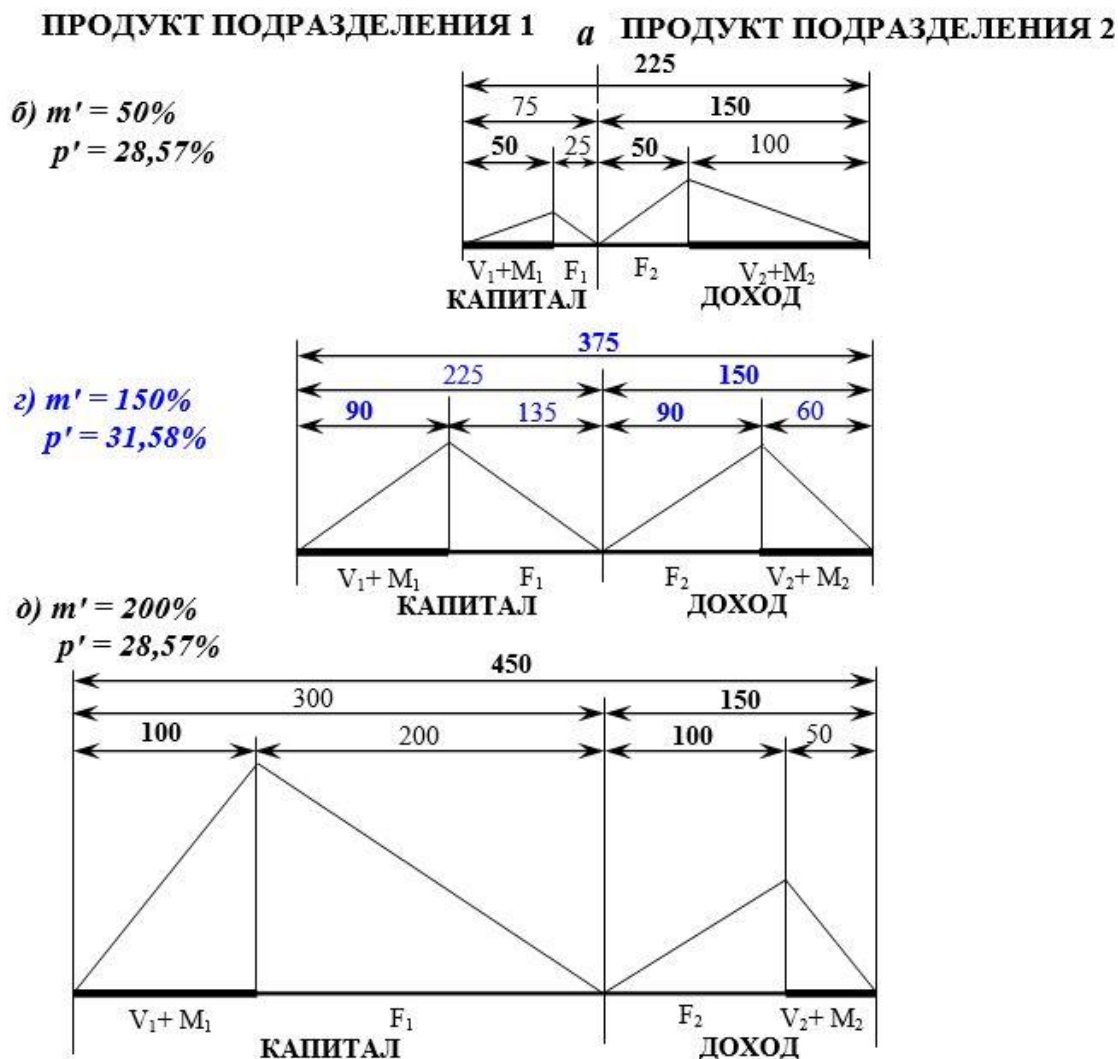 ПРОДУКТ ПОДРАЗДЕЛЕНИЯ 1 а ПРОДУКТ ПОДРАЗДЕЛЕНИЯ 2
225
б) m' = 50%
75 150
p' = 28,57%
50 25 50 100
V₁+M₁ F₁ F₂ V₂+M₂
КАПИТАЛ ДОХОД
375
г) m' = 150%
225 150
p' = 31,58%
90 135 90 60
V₁+ M₁ F₁ F₂ V₂+ M₂
КАПИТАЛ ДОХОД
д) m' = 200%
p' = 28,57%
450
300 150
100 200 100 50
V₁+ M₁ F₁ F₂ V₂+ M₂
КАПИТАЛ ДОХОД